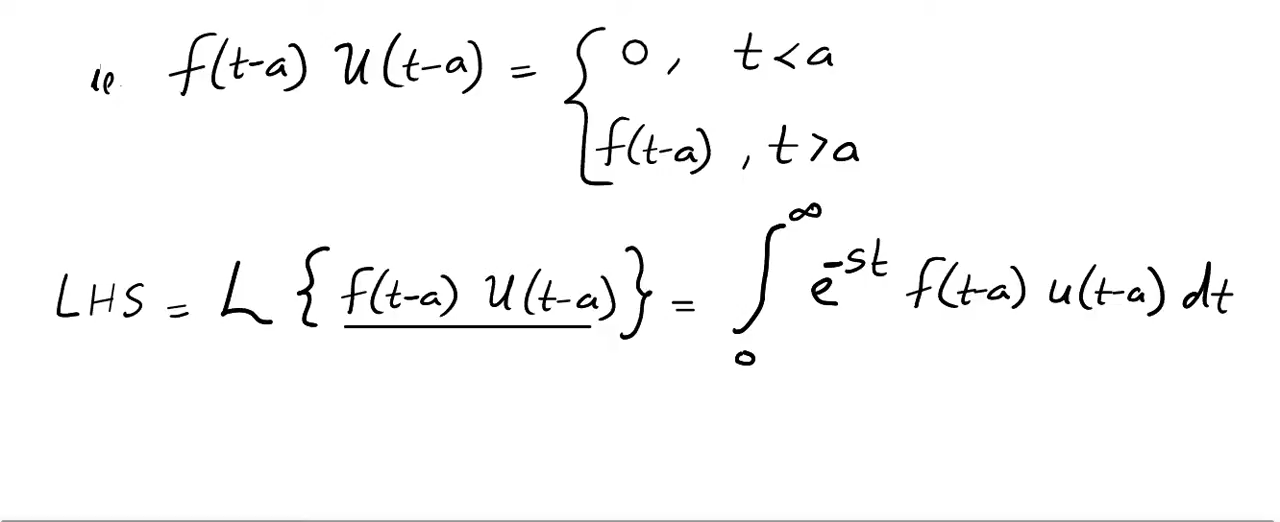 ie. f(t-a) U(t-a) = { 0, t<a
f(t-a), t>a
LHS = L { f(t-a) U(t-a) } = ∫₀^∞ e^-st f(t-a) u(t-a) dt